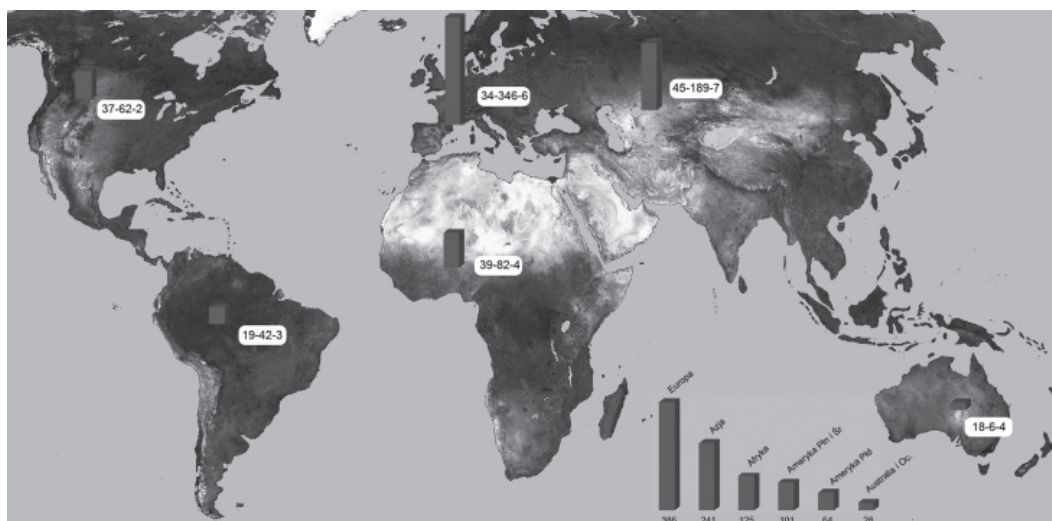 37-62-2
34-346-6
45-189-7
39-82-4
19-42-3
18-6-4
Europa
Azja
Afryka
Ameryka Płn i Śr
Ameryka Płd
Australia i Oc.
386 241 125 101 64 28